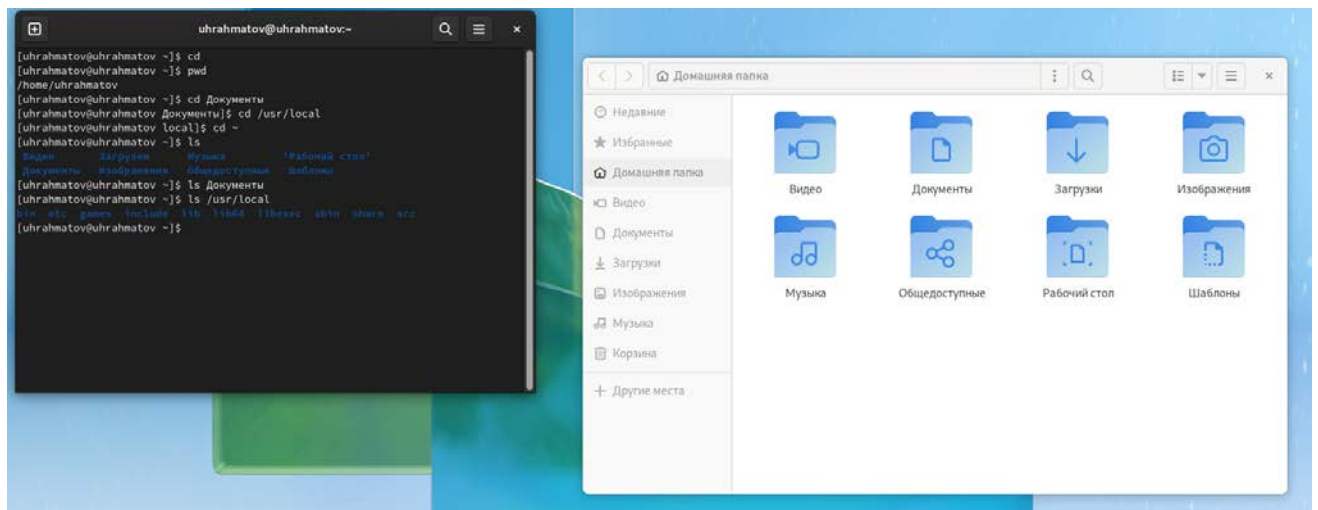 uhrahmatov@uhrahmatov:~
[uhrahmatov@uhrahmatov ~]$ cd
[uhrahmatov@uhrahmatov ~]$ pwd
/home/uhrahmatov
[uhrahmatov@uhrahmatov ~]$ cd Документы
[uhrahmatov@uhrahmatov Документы]$ cd /usr/local
[uhrahmatov@uhrahmatov local]$ cd ~
[uhrahmatov@uhrahmatov ~]$ ls
Видео Загрузки Музыка 'Рабочий стол'
Документы Изображения Общедоступные Шаблоны
[uhrahmatov@uhrahmatov ~]$ ls Документы
[uhrahmatov@uhrahmatov ~]$ ls /usr/local
bin etc games include lib lib64 libexec sbin share src
[uhrahmatov@uhrahmatov ~]$
Домашняя папка
Недавние
Избранные
Домашняя папка
Видео
Документы
Загрузки
Изображения
Музыка
Корзина
Другие места
Видео Документы Загрузки Изображения
Музыка Общедоступные Рабочий стол Шаблоны